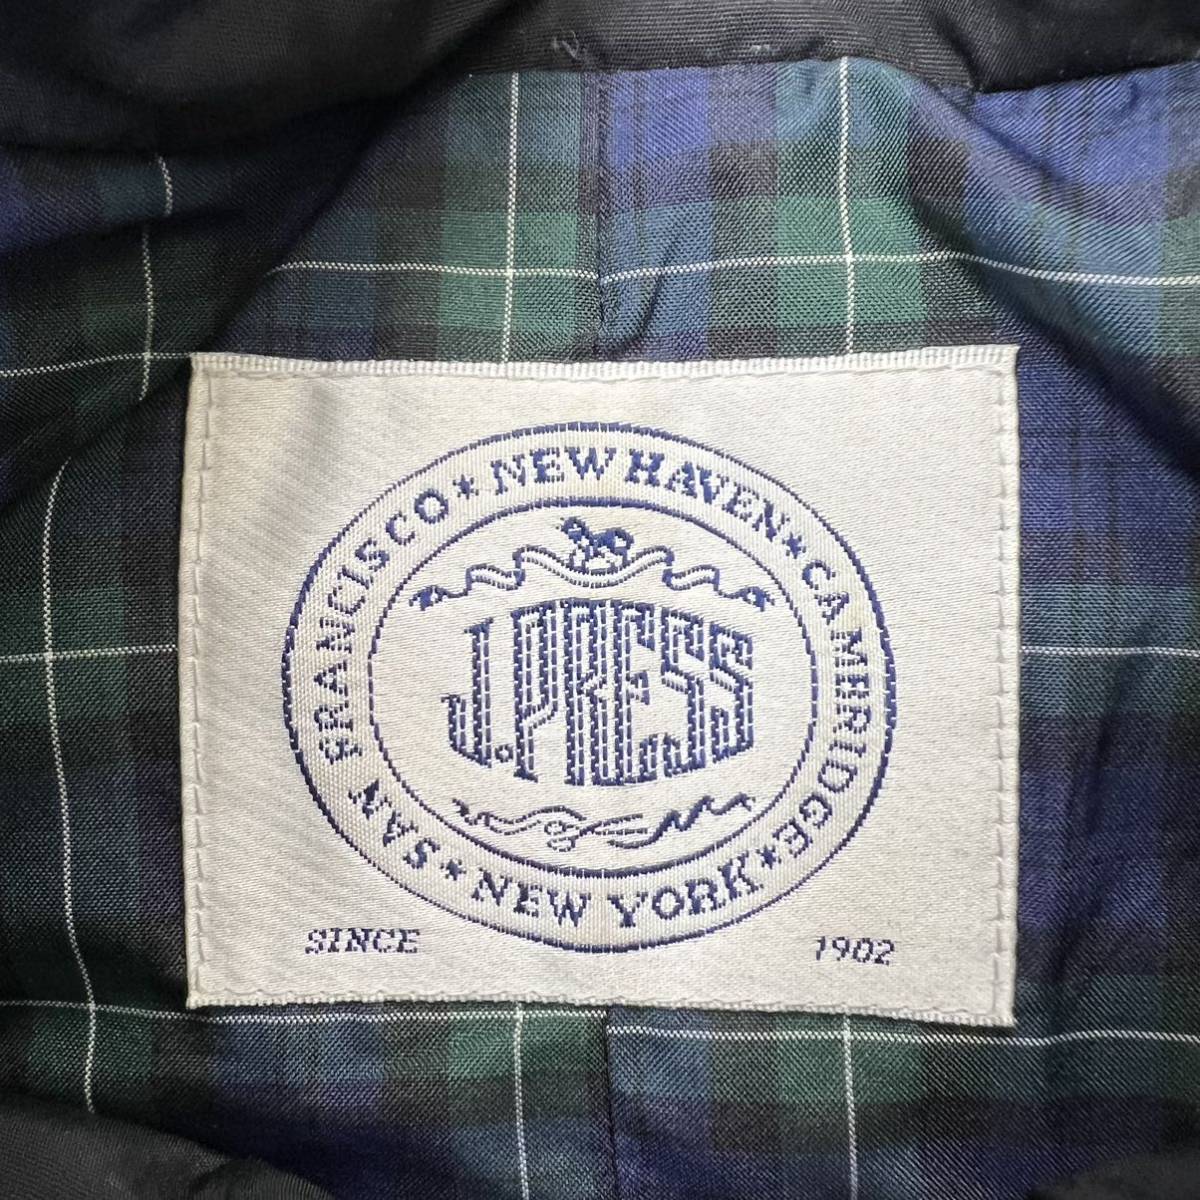 SAN FRANCISCO * NEW HAVEN * CAMBRIDGE * NEW YORK *
J.PRESS
SINCE 1902